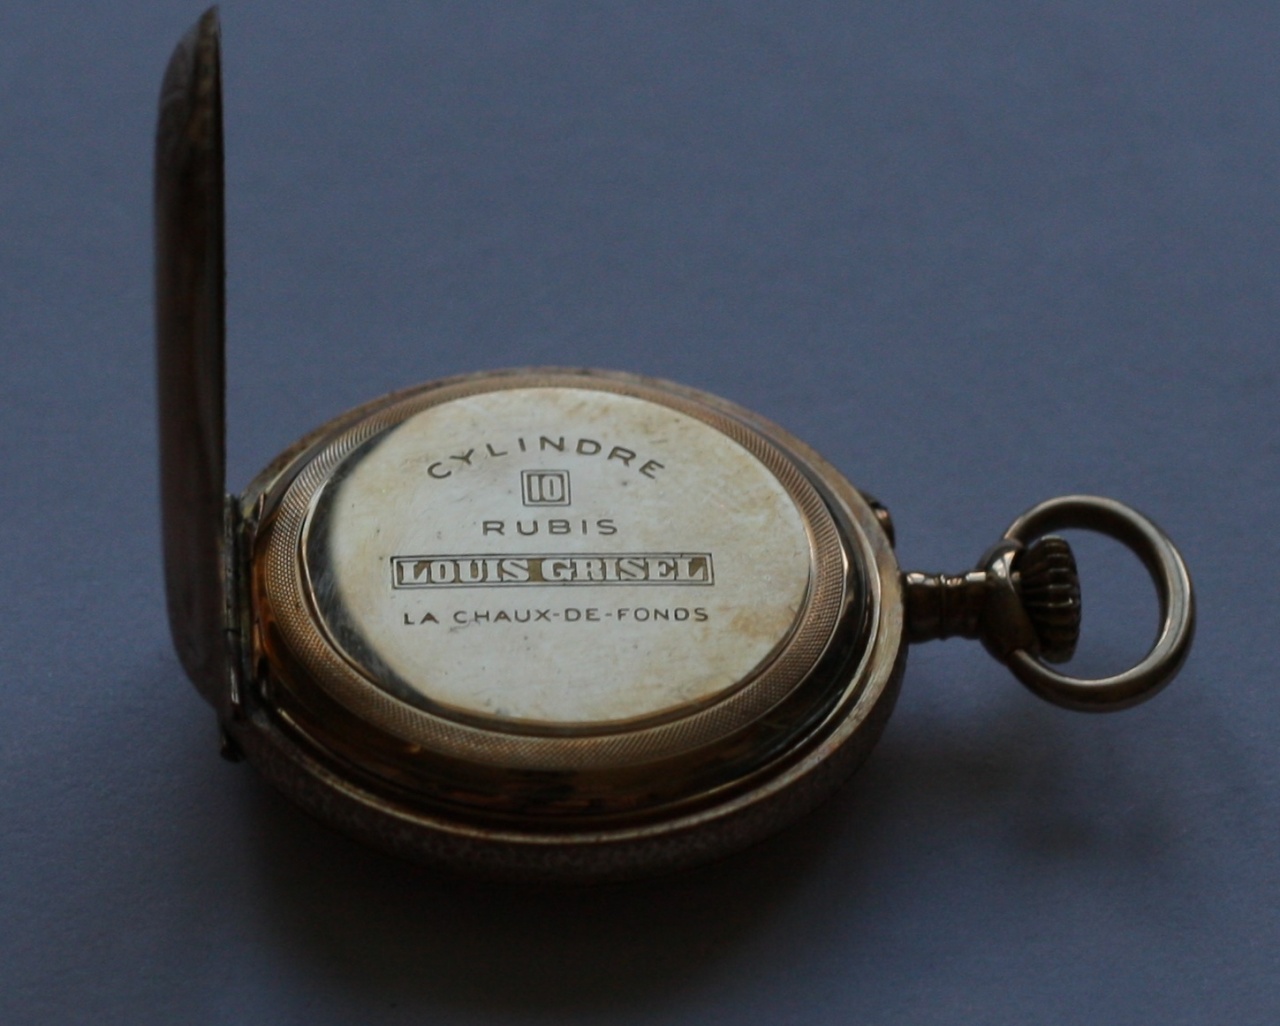 CYLINDRE
10
RUBIS
LOUIS GRISEL
LA CHAUX-DE-FONDS